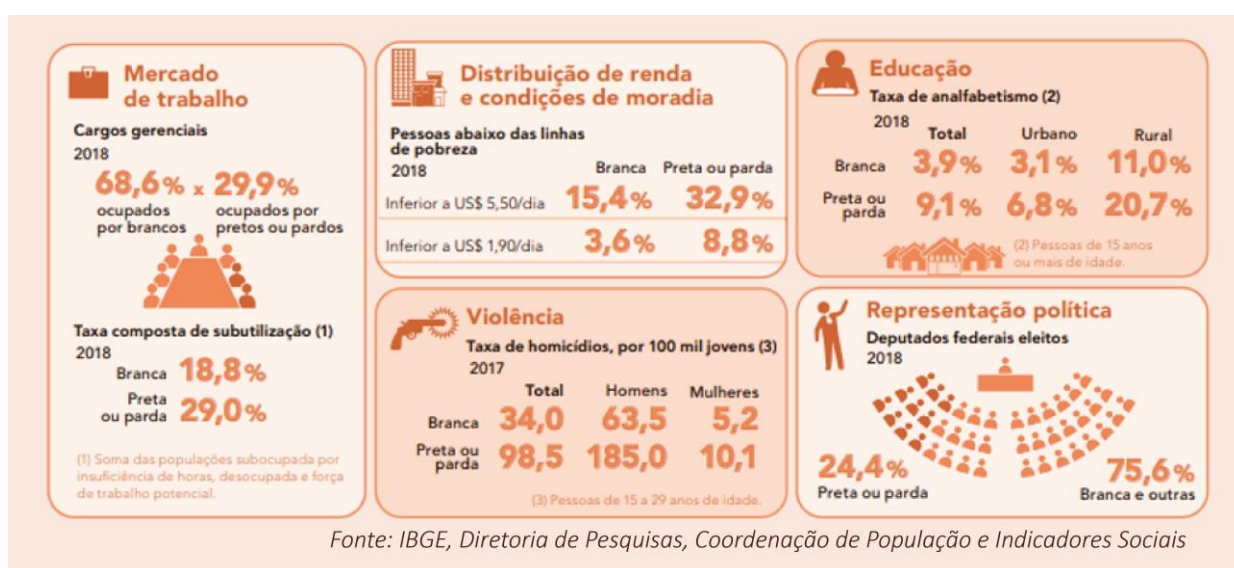 Mercado
de trabalho
Cargos gerenciais
2018
68,6% x 29,9%
ocupados
por brancos
ocupados por
pretos ou pardos
Taxa composta de subutilização (1)
2018
Branca 18,8%
Preta
ou parda 29,0%
(1) Soma das populações subocupada por
insuficiência de horas, desocupada e força
de trabalho potencial.
Distribuição de renda
e condições de moradia
Pessoas abaixo das linhas
de pobreza
2018
Branca Preta ou parda
Inferior a US$ 5,50/dia 15,4% 32,9%
Inferior a US$ 1,90/dia 3,6% 8,8%
Violência
Taxa de homicídios, por 100 mil jovens (3)
2017
Total Homens Mulheres
Branca 34,0 63,5 5,2
Preta ou
parda 98,5 185,0 10,1
(3) Pessoas de 15 a 29 anos de idade.
Educação
Taxa de analfabetismo (2)
2018
Total Urbano Rural
Branca 3,9% 3,1% 11,0%
Preta ou
parda 9,1% 6,8% 20,7%
(2) Pessoas de 15 anos
ou mais de idade.
Representação política
Deputados federais eleitos
2018
24,4%
Preta ou parda
75,6%
Branca e outras
Fonte: IBGE, Diretoria de Pesquisas, Coordenação de População e Indicadores Sociais